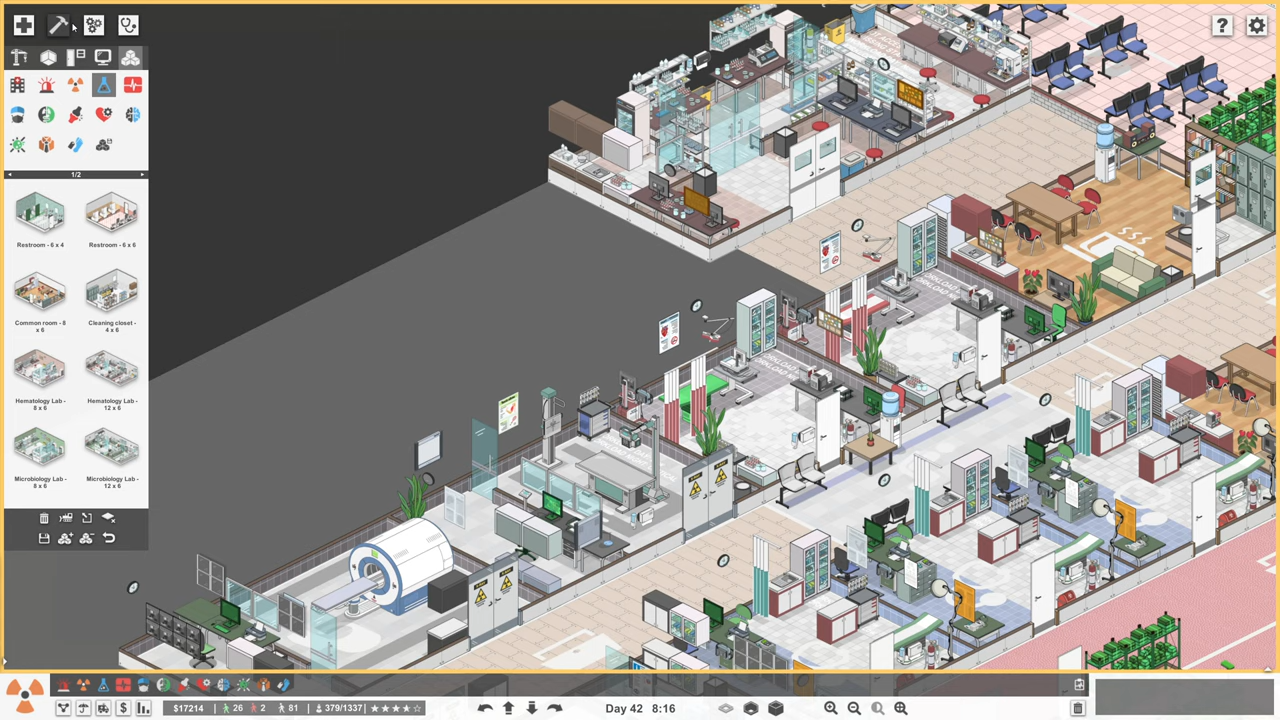 ?
1/2
Restroom - 6 x 4
Restroom - 6 x 6
Common room - 8 x 6
Cleaning closet - 4 x 6
Hematology Lab - 8 x 6
Hematology Lab - 12 x 6
Microbiology Lab - 8 x 6
Microbiology Lab - 12 x 6
$17214
26
2
81
379/1337
Day 42 8:16